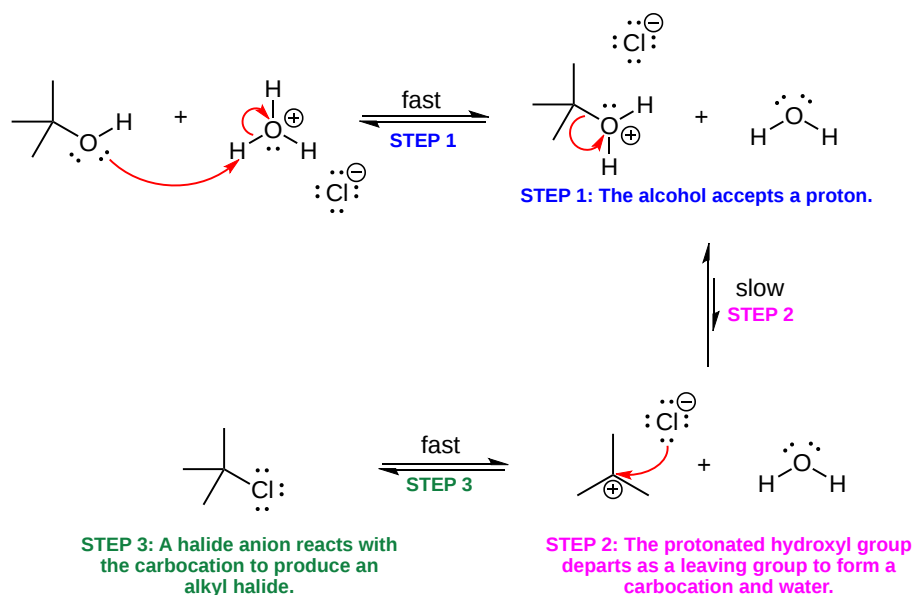 H
O
+
H
O
H
H
+
Cl
−
fast
STEP 1
Cl
−
H
O
+
H
+
O
H
H
STEP 1: The alcohol accepts a proton.
slow
STEP 2
Cl
fast
STEP 3
Cl
−
+
+
O
H
H
STEP 3: A halide anion reacts with
the carbocation to produce an
alkyl halide.
STEP 2: The protonated hydroxyl group
departs as a leaving group to form a
carbocation and water.